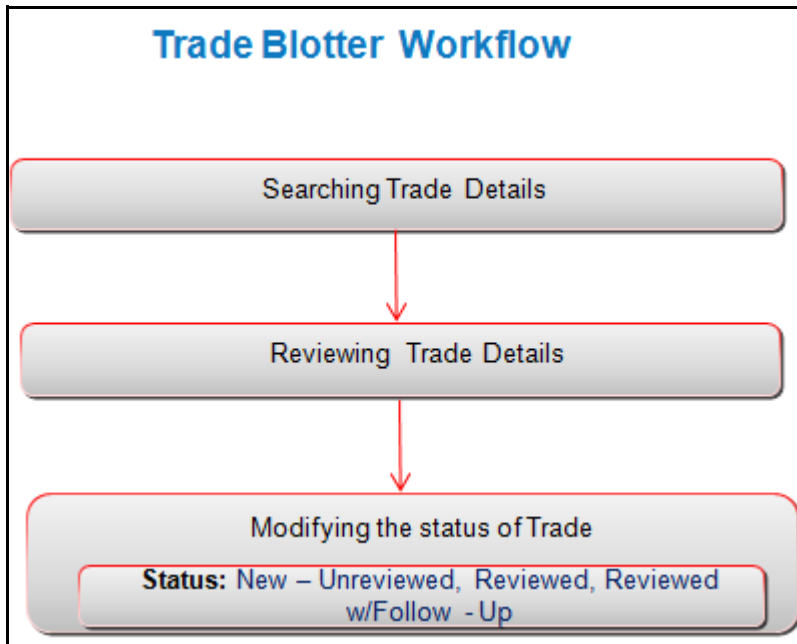 Trade Blotter Workflow
Searching Trade Details
Reviewing Trade Details
Modifying the status of Trade
Status: New – Unreviewed, Reviewed, Reviewed
w/Follow - Up